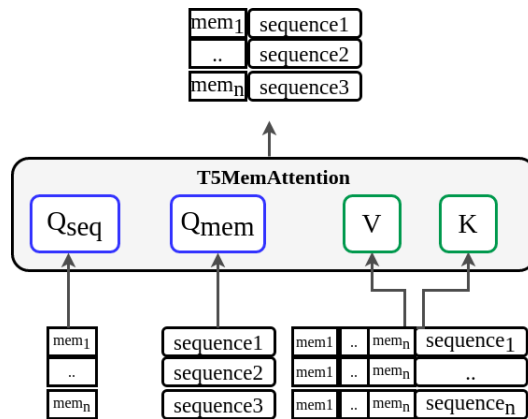 mem1 sequence1
.. sequence2
memn sequence3
T5MemAttention
Qseq Qmem V K
mem1 sequence1 mem1 .. memn sequence1
.. sequence2 mem1 .. memn ..
memn sequence3 mem1 .. memn sequencen